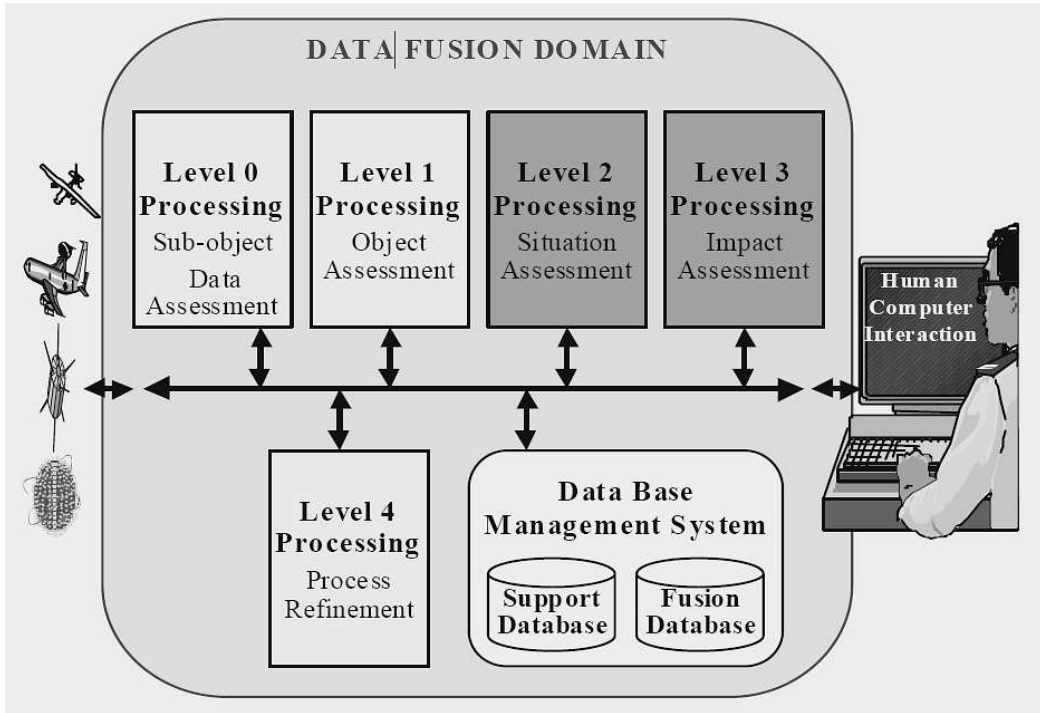 DATA FUSION DOMAIN
Level 0
Processing
Sub-object
Data
Assessment
Level 1
Processing
Object
Assessment
Level 2
Processing
Situation
Assessment
Level 3
Processing
Impact
Assessment
Human
Computer
Interaction
Level 4
Processing
Process
Refinement
Data Base
Management System
Support
Database
Fusion
Database